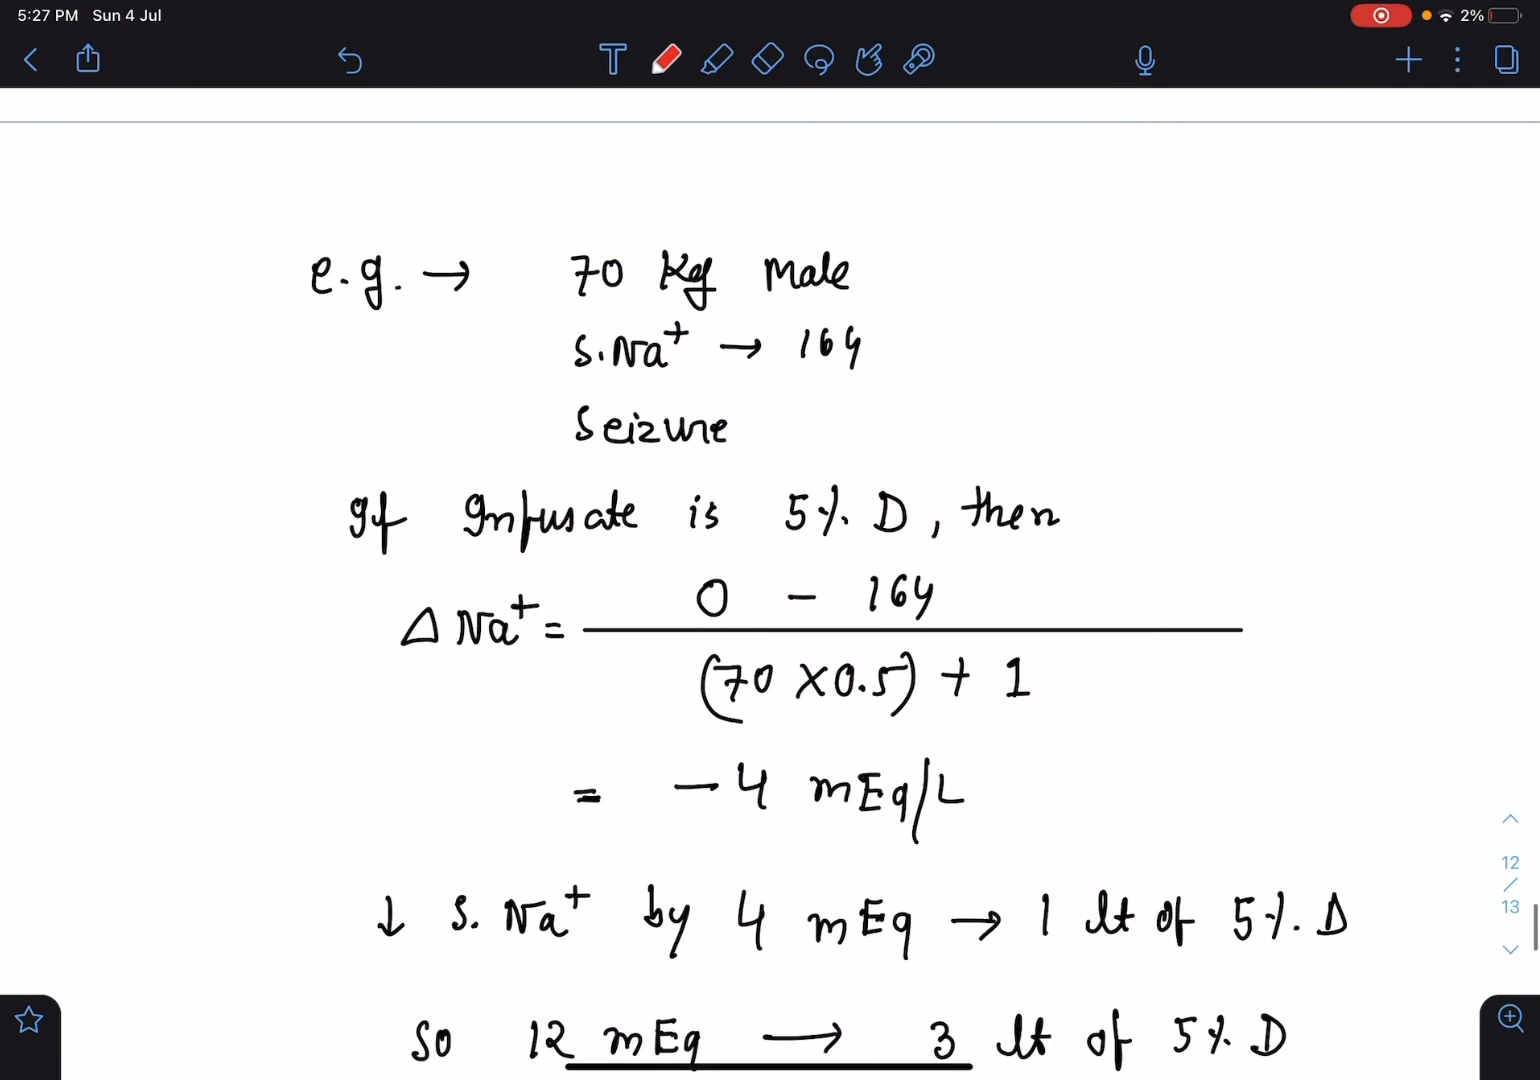 5:27 PM Sun 4 Jul 2%
T
e.g. → 70 Kg Male
S.Na⁺ → 164
Seizure
If Infusate is 5% D, then
Δ Na⁺ = 0 - 164
(70 × 0.5) + 1
= - 4 mEq/L
↓ S. Na⁺ by 4 mEq → 1 lt of 5% D
So 12 mEq → 3 lt of 5% D
12
/
13